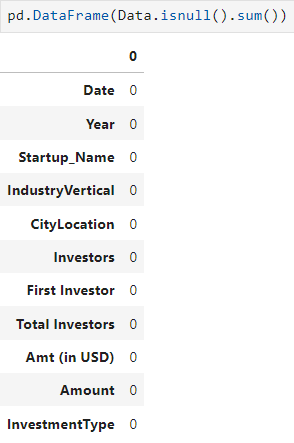 pd.DataFrame(Data.isnull().sum())
0
Date 0
Year 0
Startup_Name 0
IndustryVertical 0
CityLocation 0
Investors 0
First Investor 0
Total Investors 0
Amt (in USD) 0
Amount 0
InvestmentType 0